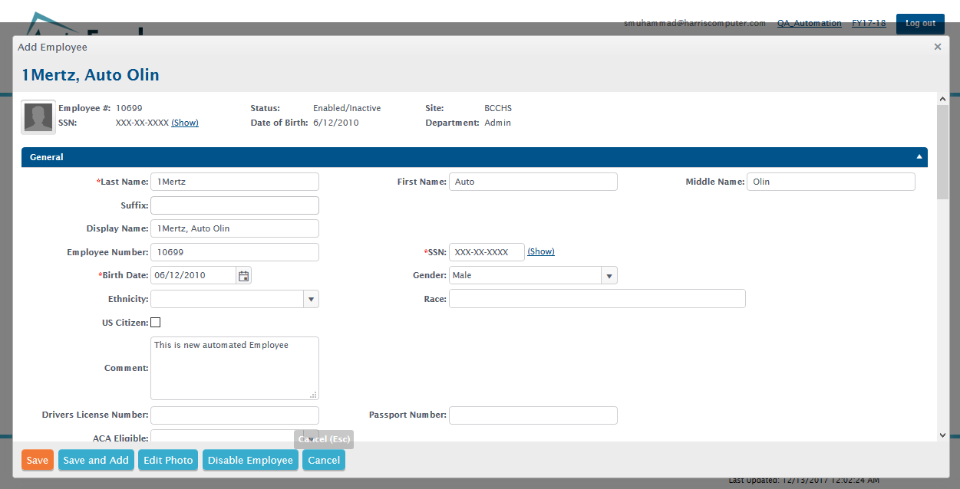 smuhammad@harriscomputer.com QA_Automation FY17-18 Log out
Add Employee ×
1Mertz, Auto Olin
Employee #: 10699 Status: Enabled/Inactive Site: BCCHS
SSN: XXX-XX-XXXX (Show) Date of Birth: 6/12/2010 Department: Admin
General
*Last Name: 1Mertz First Name: Auto Middle Name: Olin
Suffix:
Display Name: 1Mertz, Auto Olin
Employee Number: 10699 *SSN: XXX-XX-XXXX (Show)
*Birth Date: 06/12/2010 Gender: Male
Ethnicity: Race:
US Citizen:
This is new automated Employee
Comment:
Drivers License Number: Passport Number:
ACA Eligible:
Cancel (Esc)
Save Save and Add Edit Photo Disable Employee Cancel
Last Updated: 12/13/2017 12:02:24 AM